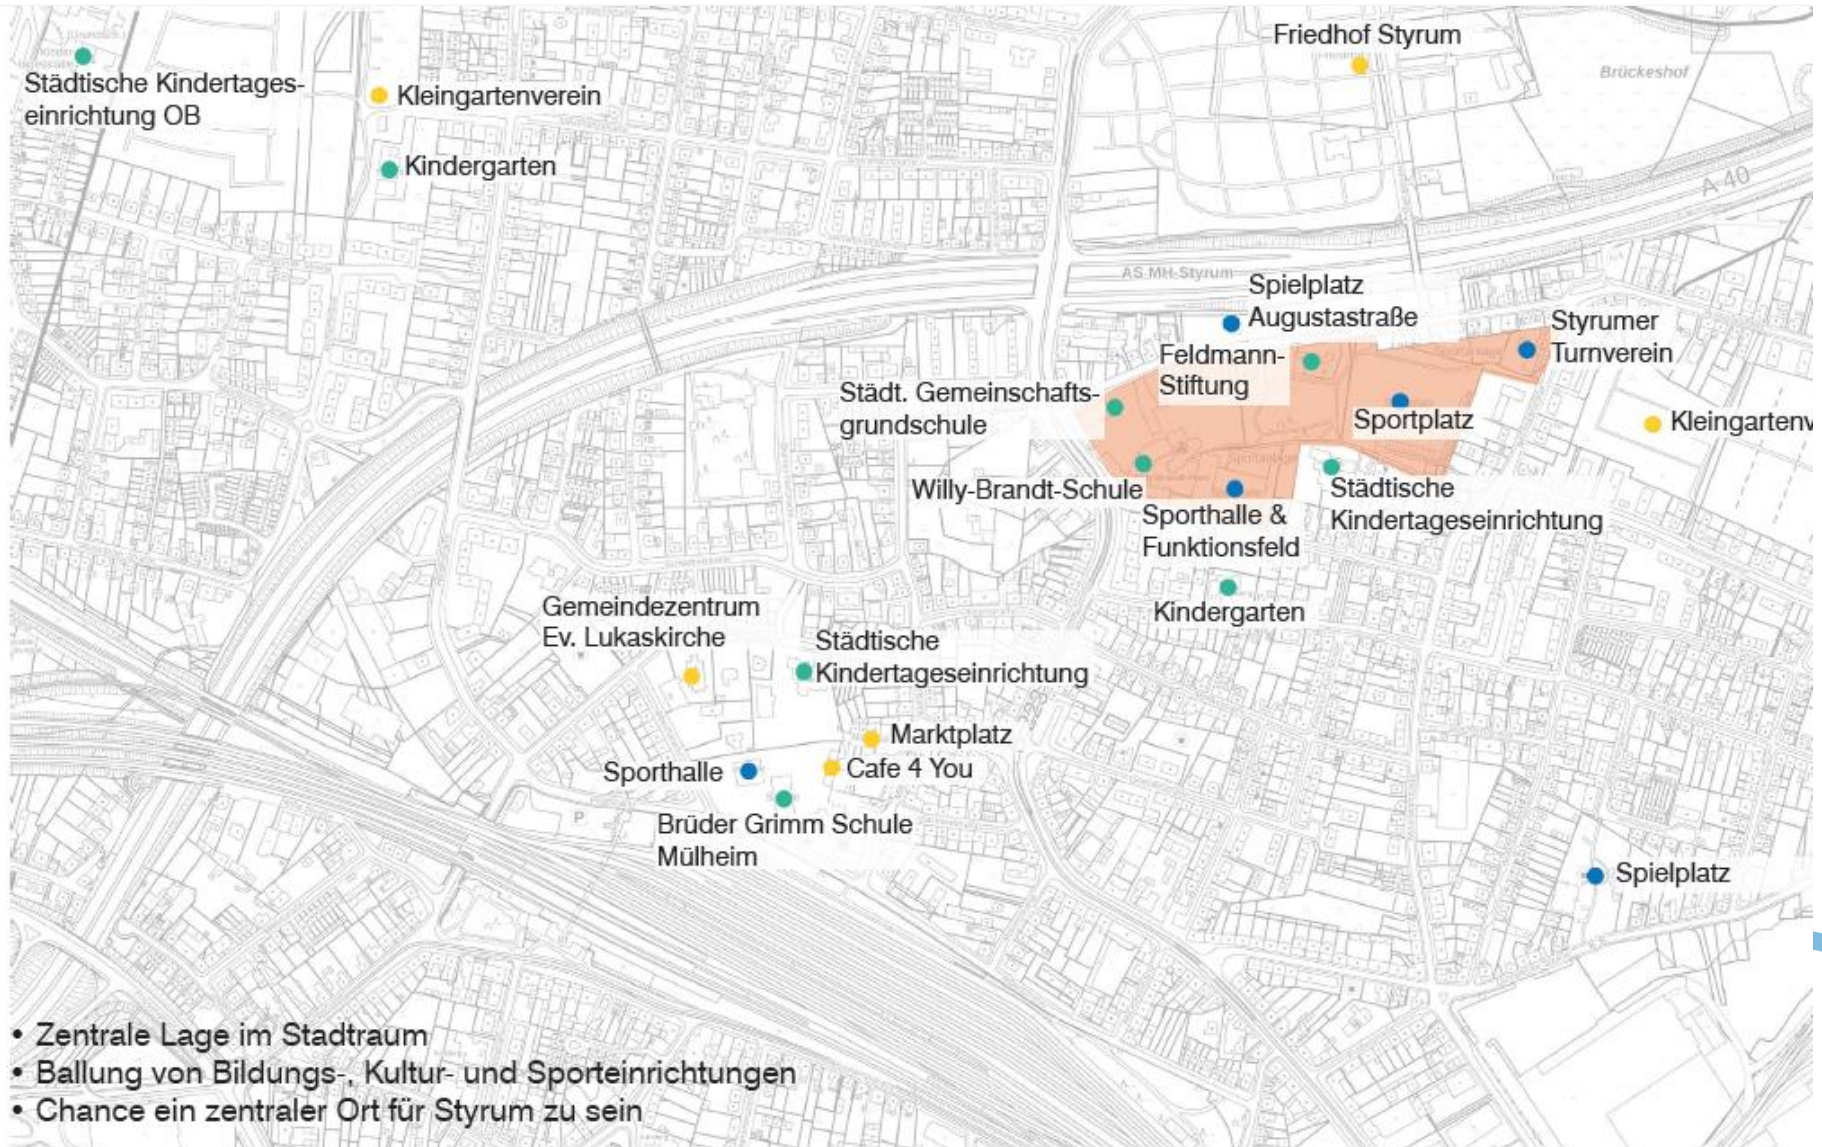 Städtische Kindertages-
einrichtung OB
Kleingartenverein
Kindergarten
Friedhof Styrum
Brückeshof
A 40
AS MH-Styrum
Spielplatz
Augustastraße
Feldmann-
Stiftung
Styrumer
Turnverein
Städt. Gemeinschafts-
grundschule
Sportplatz
Kleingartenv
Willy-Brandt-Schule
Städtische
Kindertageseinrichtung
Sporthalle &
Funktionsfeld
Kindergarten
Gemeindezentrum
Ev. Lukaskirche
Städtische
Kindertageseinrichtung
Marktplatz
Cafe 4 You
Sporthalle
P
Brüder Grimm Schule
Mülheim
Spielplatz
• Zentrale Lage im Stadtraum
• Ballung von Bildungs-, Kultur- und Sporteinrichtungen
• Chance ein zentraler Ort für Styrum zu sein